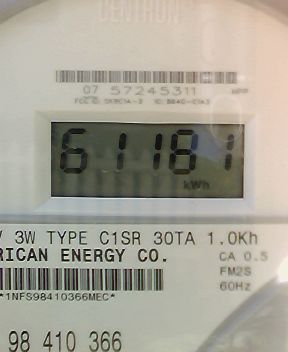 CENTRON
07 57245311
61181
kWh
V 3W TYPE C1SR 30TA 1.0Kh
RICAN ENERGY CO.
CA 0.5
FM2S
60Hz
*1NFS98410366MEC*
98 410 366